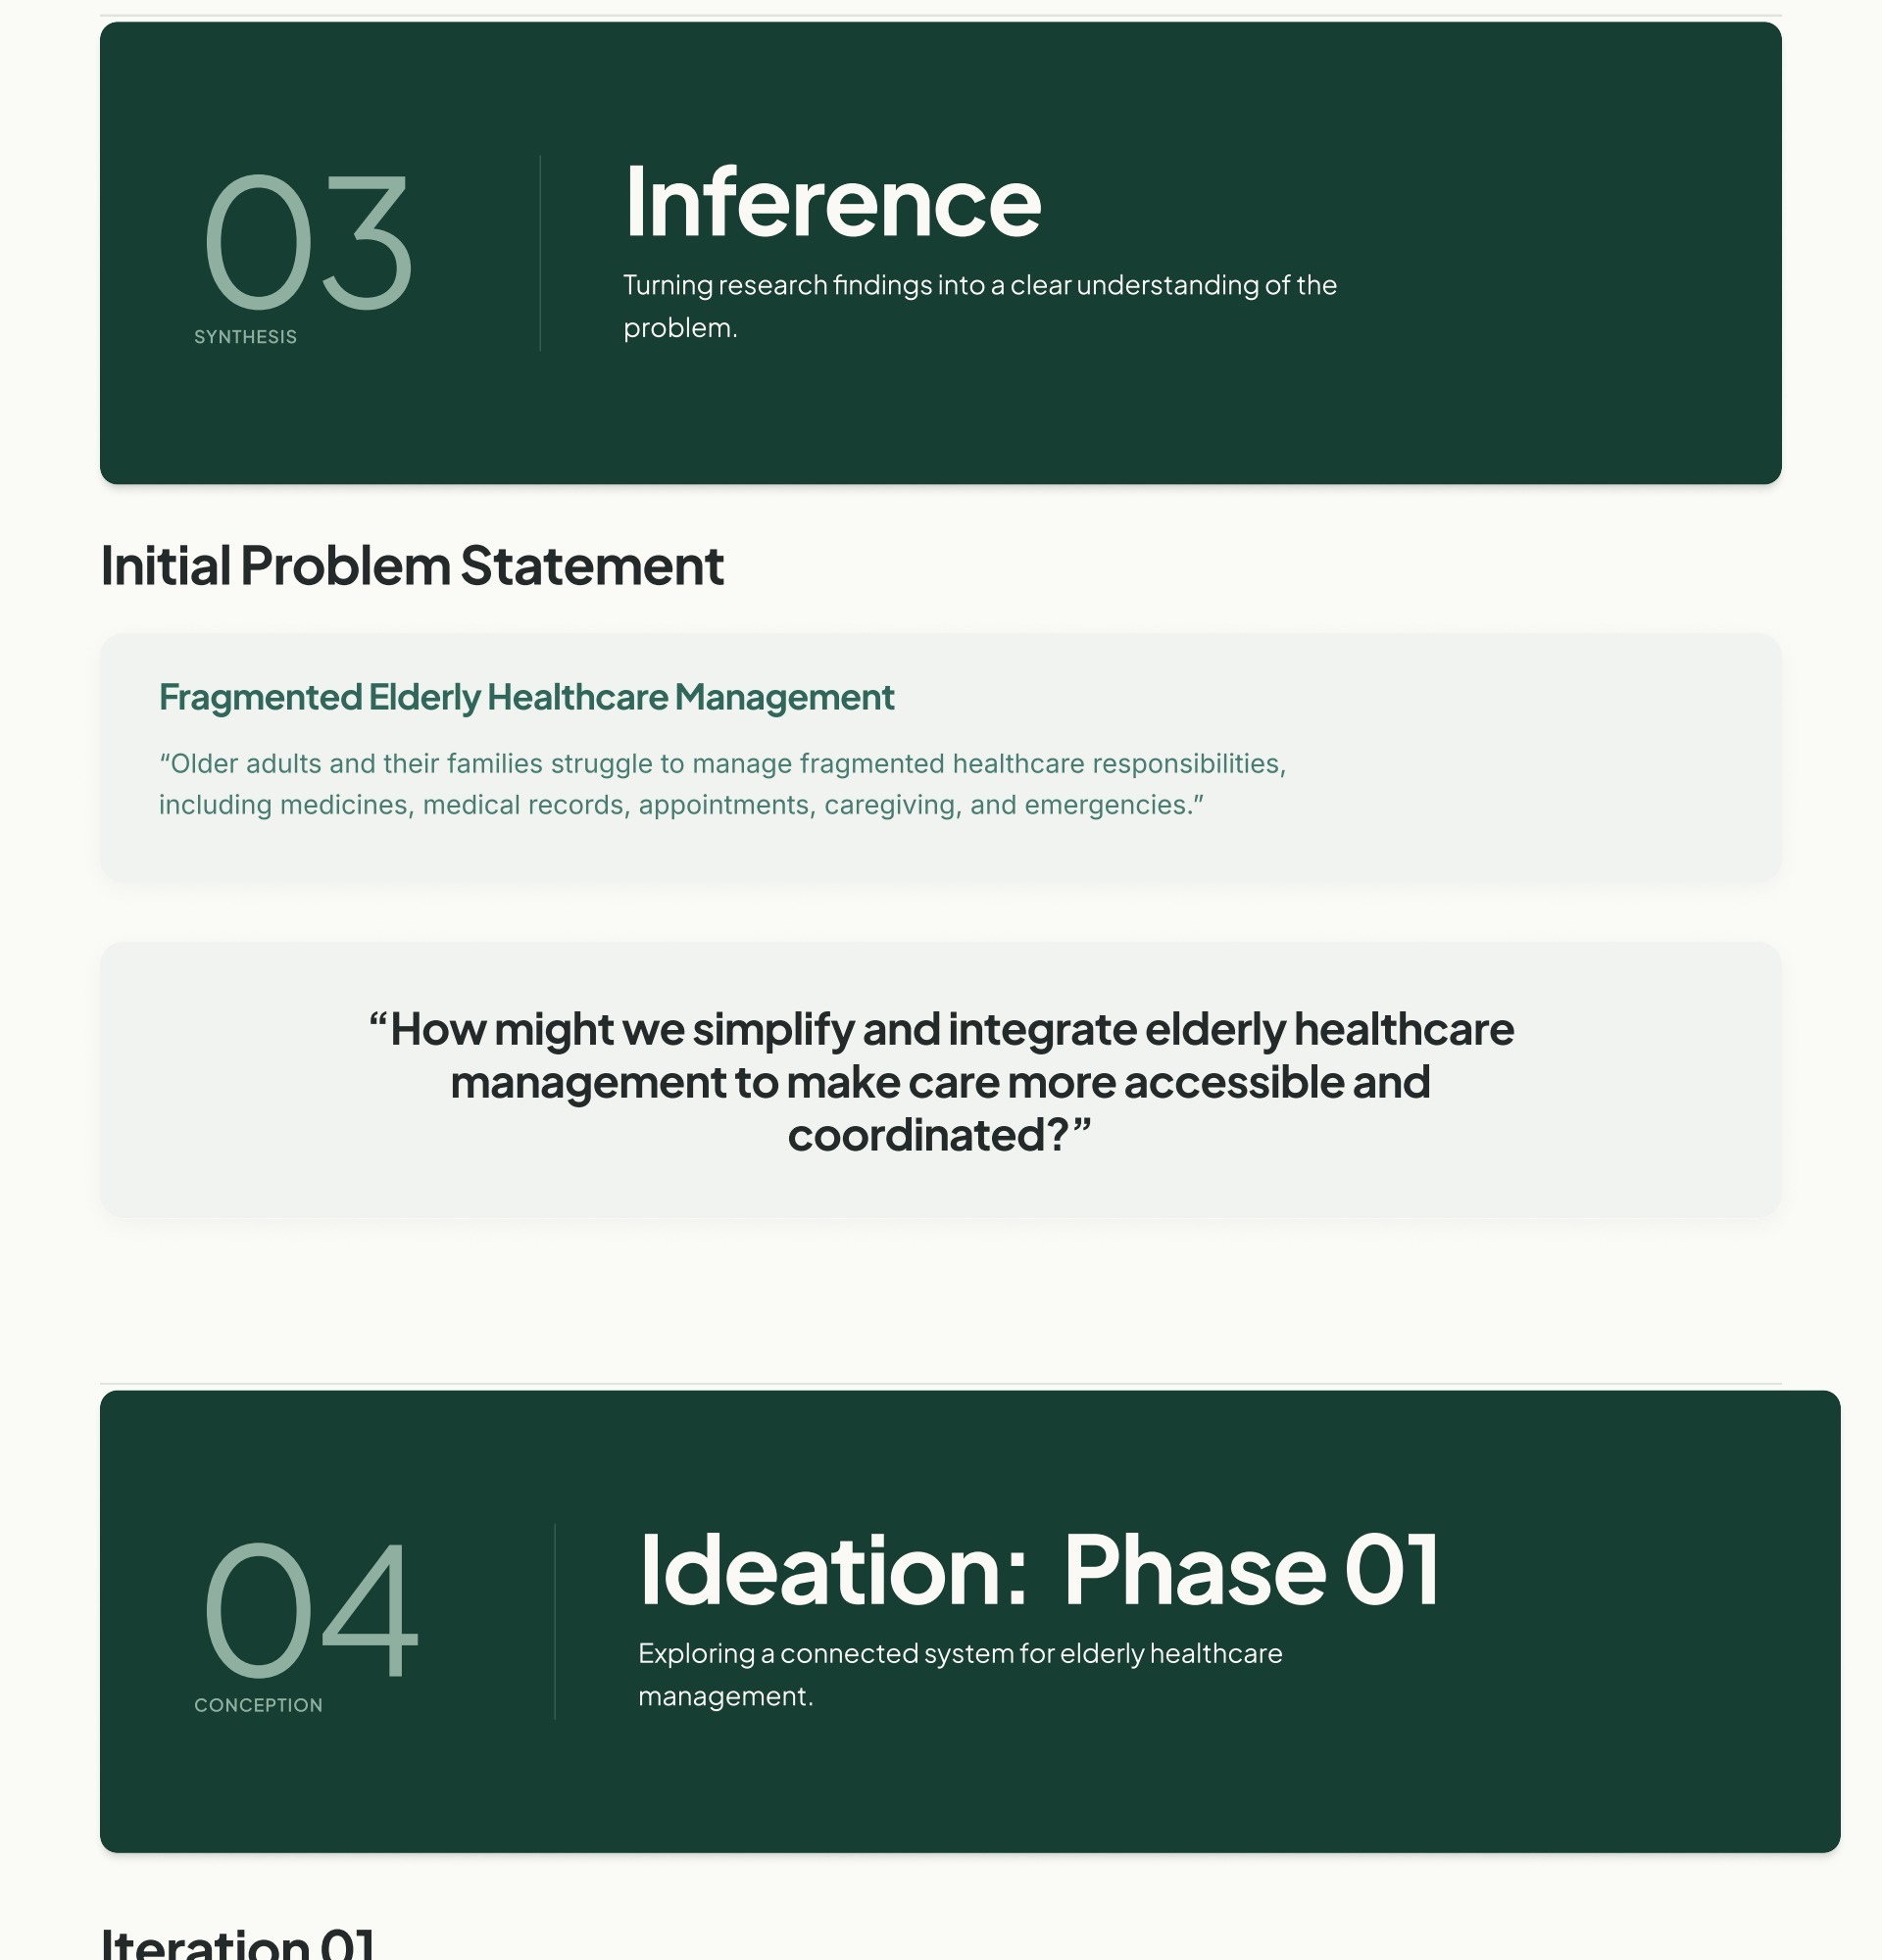 03
SYNTHESIS
Inference
Turning research findings into a clear understanding of the
problem.
Initial Problem Statement
Fragmented Elderly Healthcare Management
“Older adults and their families struggle to manage fragmented healthcare responsibilities,
including medicines, medical records, appointments, caregiving, and emergencies.”
“How might we simplify and integrate elderly healthcare
management to make care more accessible and
coordinated?”
04
CONCEPTION
Ideation: Phase 01
Exploring a connected system for elderly healthcare
management.
Iteration 01